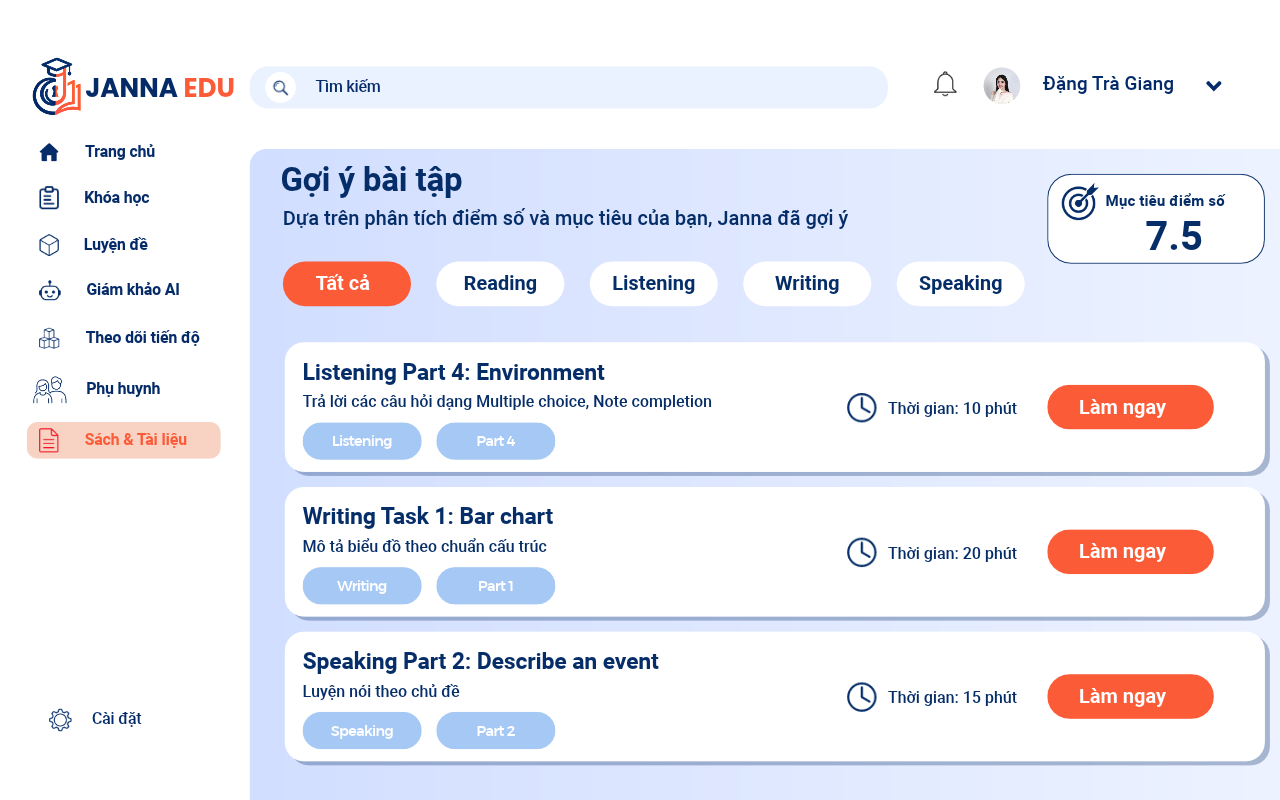 JANNA EDU
Tìm kiếm
Đặng Trà Giang
Trang chủ
Khóa học
Luyện đề
Giám khảo AI
Theo dõi tiến độ
Phụ huynh
Sách & Tài liệu
Cài đặt
Gợi ý bài tập
Dựa trên phân tích điểm số và mục tiêu của bạn, Janna đã gợi ý
Mục tiêu điểm số
7.5
Tất cả
Reading
Listening
Writing
Speaking
Listening Part 4: Environment
Trả lời các câu hỏi dạng Multiple choice, Note completion
Listening
Part 4
Thời gian: 10 phút
Làm ngay
Writing Task 1: Bar chart
Mô tả biểu đồ theo chuẩn cấu trúc
Writing
Part 1
Thời gian: 20 phút
Làm ngay
Speaking Part 2: Describe an event
Luyện nói theo chủ đề
Speaking
Part 2
Thời gian: 15 phút
Làm ngay